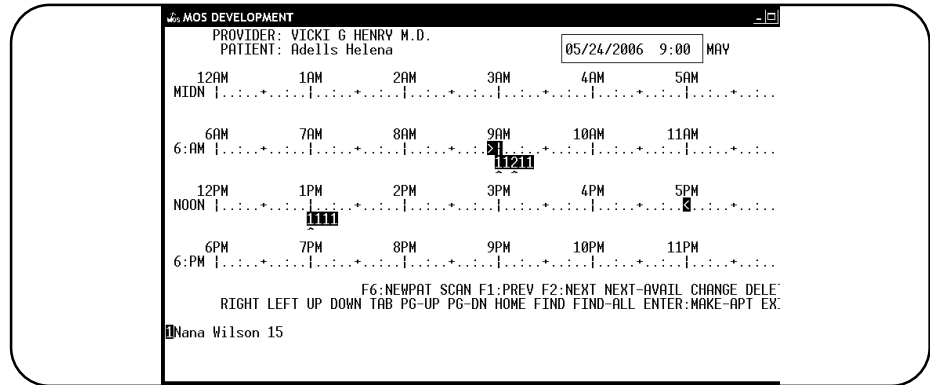 MOS MOS DEVELOPMENT
PROVIDER: VICKI G HENRY M.D.
PATIENT: Adells Helena 05/24/2006 9:00 MAY
12AM 1AM 2AM 3AM 4AM 5AM
MIDN |..:..+..:..|..:..+..:..|..:..+..:..|..:..+..:..|..:..+..:..|..:..+..:..
6AM 7AM 8AM 9AM 10AM 11AM
6:AM |..:..+..:..|..:..+..:..|..:..+..:.>|..:..+..:..|..:..+..:..|..:..+..:..
11211
^ ^
12PM 1PM 2PM 3PM 4PM 5PM
NOON |..:..+..:..|..:..+..:..|..:..+..:..|..:..+..:..|..:..+..:..<..:..+..:..
1111
^
6PM 7PM 8PM 9PM 10PM 11PM
6:PM |..:..+..:..|..:..+..:..|..:..+..:..|..:..+..:..|..:..+..:..|..:..+..:..
F6:NEWPAT SCAN F1:PREV F2:NEXT NEXT-AVAIL CHANGE DELE
RIGHT LEFT UP DOWN TAB PG-UP PG-DN HOME FIND FIND-ALL ENTER:MAKE-APT EX
1Nana Wilson 15